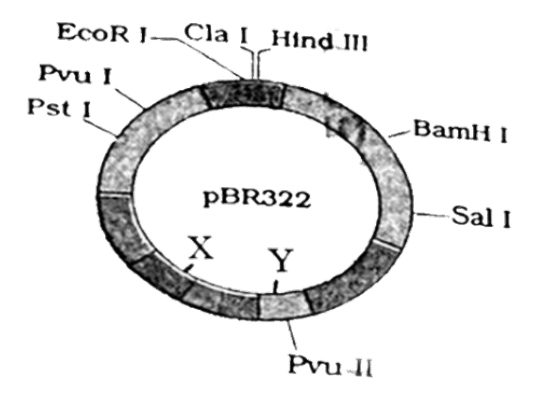 EcoR I
Cla I
Hind III
Pvu I
Pst I
BamH I
pBR322
Sal I
X
Y
Pvu II